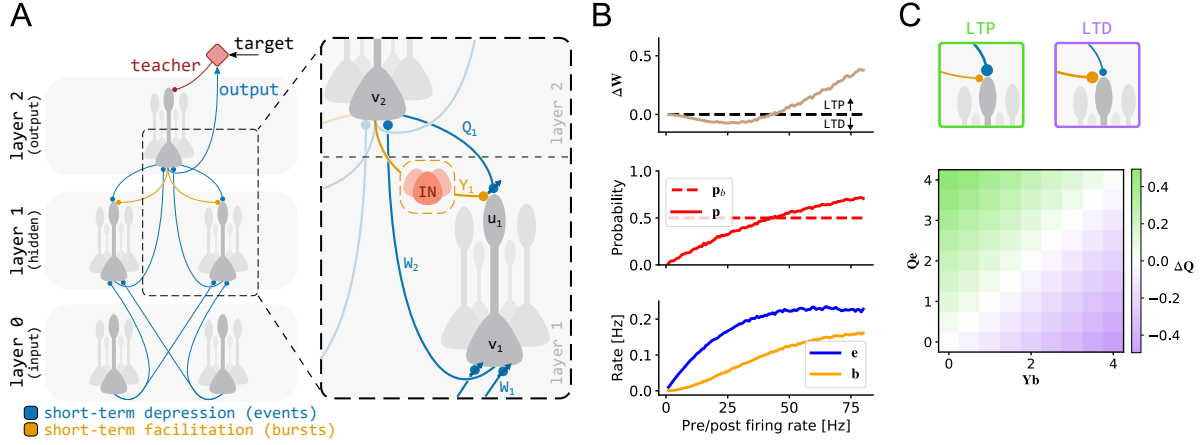 A
target
teacher
output
layer 2
(output)
layer 1
(hidden)
layer 0
(input)
short-term depression (events)
short-term facilitation (bursts)
v₂
Q₁
layer 2
IN
Y₁
u₁
W₂
v₁
layer 1
W₁
B
ΔW
0.5
0.0
LTP
LTD
Probability
1.0
0.5
0.0
p_b
p
Rate [Hz]
0.2
0.0
e
b
0
25
50
75
Pre/post firing rate [Hz]
C
LTP
LTD
Qe
4
3
2
1
0
0
1
2
3
4
Yb
0.4
0.2
0.0
−0.2
−0.4
ΔQ